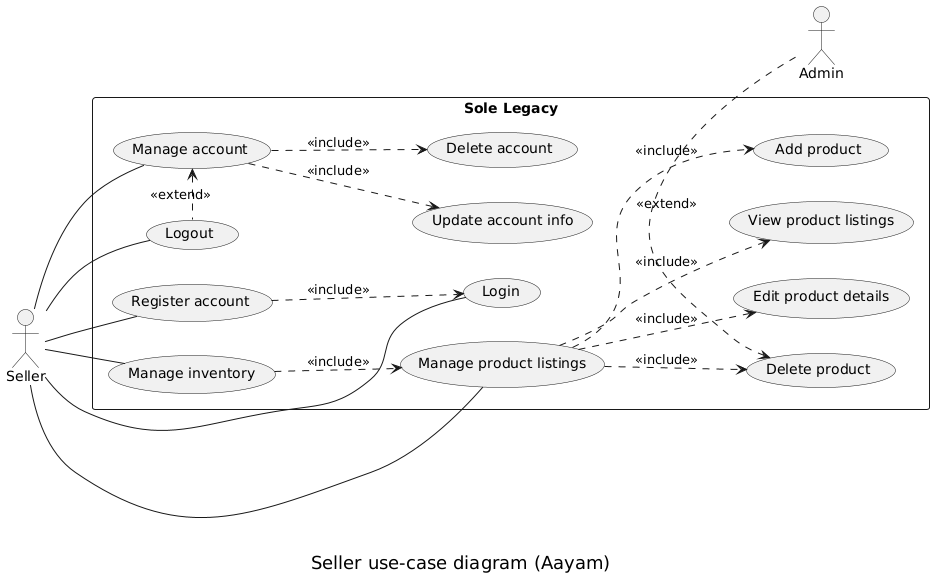 Admin
Sole Legacy
Manage account
«include»
Delete account
«include»
Add product
«include»
«extend»
Update account info
«extend»
View product listings
Logout
«include»
Login
«include»
Edit product details
Register account
«include»
Seller
Manage inventory
«include»
Manage product listings
«include»
Delete product
Seller use-case diagram (Aayam)